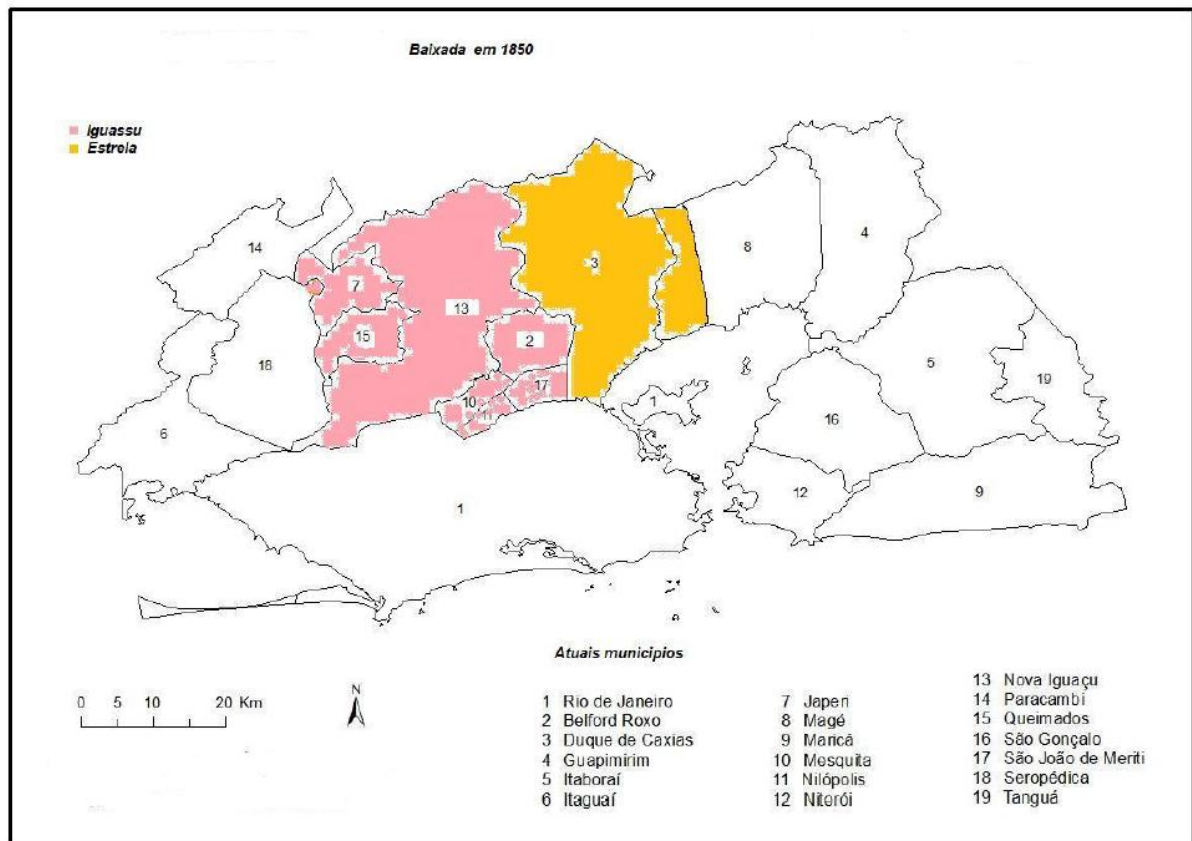 Baixada em 1850
Iguassu
Estrela
14
7
13
3
8
4
15
2
18
17
10
11
1
5
19
6
16
12
9
1
Atuais municipios
0 5 10 20 Km
N
1 Rio de Janeiro
2 Belford Roxo
3 Duque de Caxias
4 Guapimirim
5 Itaboraí
6 Itaguaí
7 Japeri
8 Magé
9 Maricá
10 Mesquita
11 Nilópolis
12 Niterói
13 Nova Iguaçu
14 Paracambi
15 Queimados
16 São Gonçalo
17 São João de Meriti
18 Seropédica
19 Tanguá